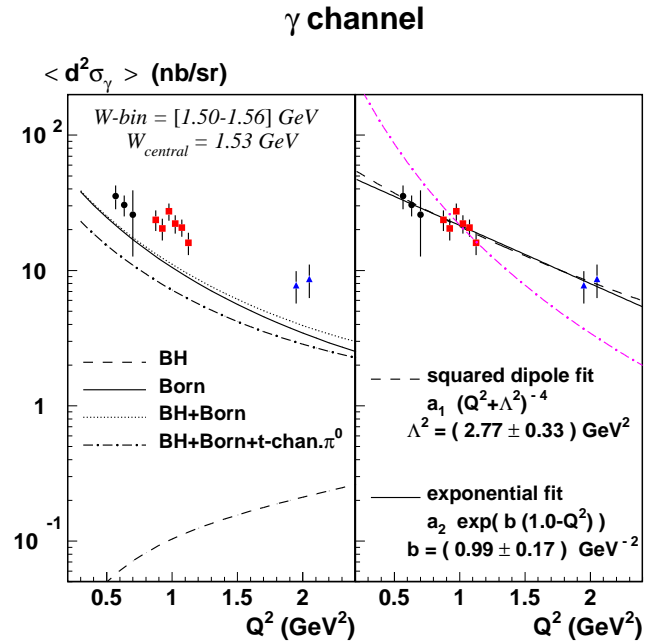 γ channel
< d²σγ > (nb/sr)
W-bin = [1.50-1.56] GeV
W_central = 1.53 GeV
10²
10
1
10⁻¹
BH
Born
BH+Born
BH+Born+t-chan.π⁰
squared dipole fit
a₁ (Q²+Λ²)⁻⁴
Λ² = ( 2.77 ± 0.33 ) GeV²
exponential fit
a₂ exp( b (1.0-Q²) )
b = ( 0.99 ± 0.17 ) GeV⁻²
0.5 1 1.5 2 0.5 1 1.5 2
Q² (GeV²) Q² (GeV²)